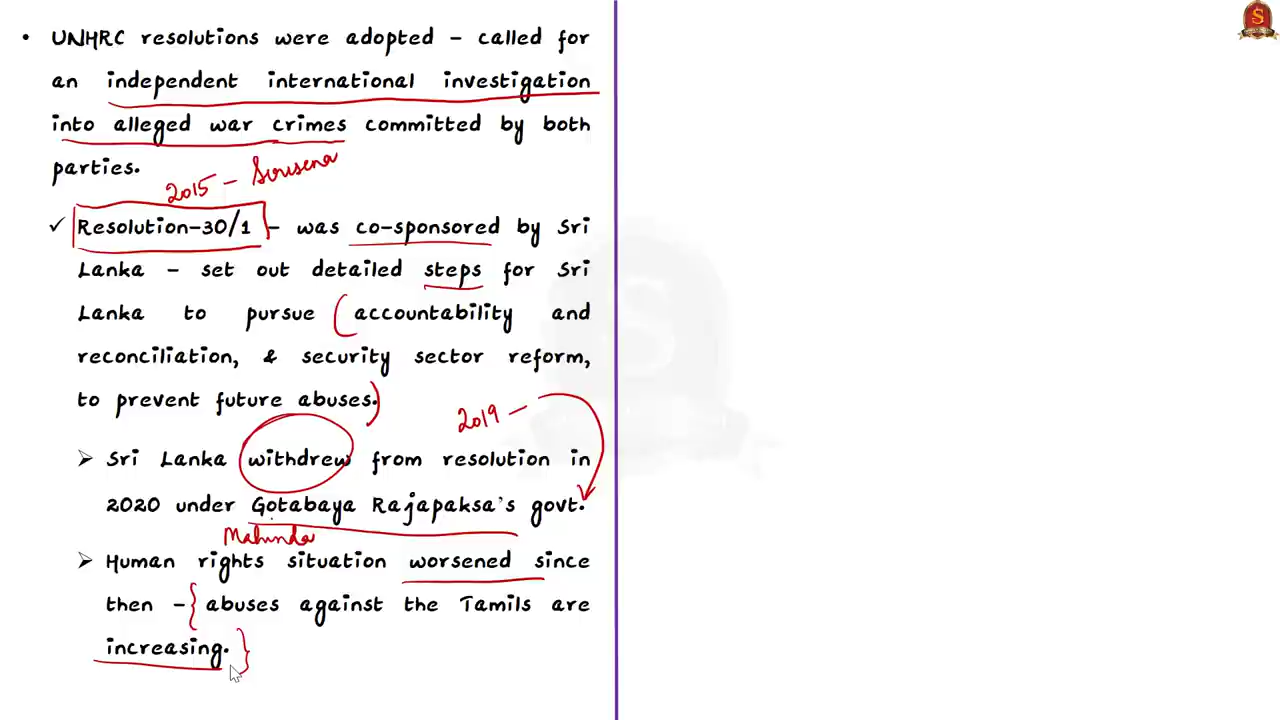 • UNHRC resolutions were adopted – called for
an independent international investigation
into alleged war crimes committed by both
parties.
2015 – Sirisena
✓ Resolution-30/1 – was co-sponsored by Sri
Lanka – set out detailed steps for Sri
Lanka to pursue (accountability and
reconciliation, & security sector reform,
to prevent future abuses.)
2019 –
➢ Sri Lanka withdrew from resolution in
2020 under Gotabaya Rajapaksa's govt.
Mahinda
➢ Human rights situation worsened since
then – {abuses against the Tamils are
increasing.}
S